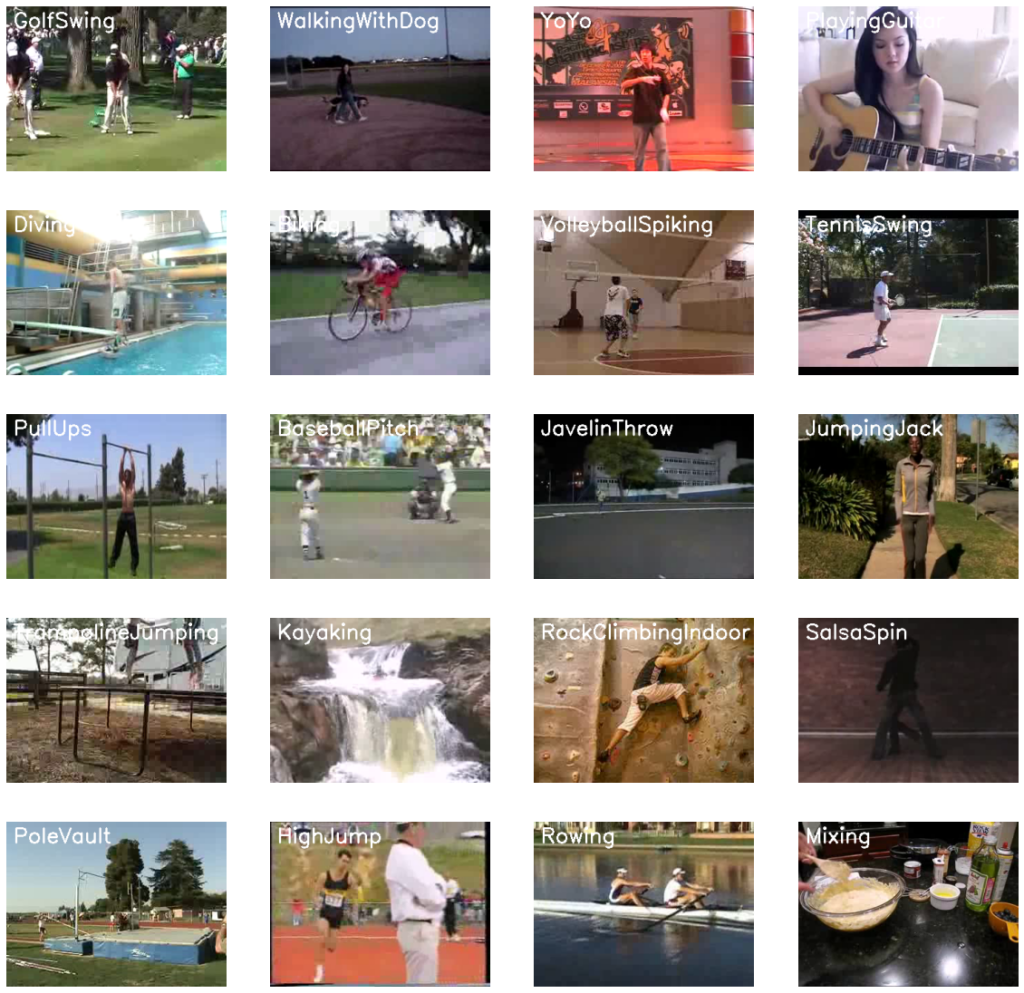 GolfSwing
WalkingWithDog
YoYo
PlayingGuitar
Diving
Biking
VolleyballSpiking
TennisSwing
PullUps
BaseballPitch
JavelinThrow
JumpingJack
TrampolineJumping
Kayaking
RockClimbingIndoor
SalsaSpin
PoleVault
HighJump
Rowing
Mixing